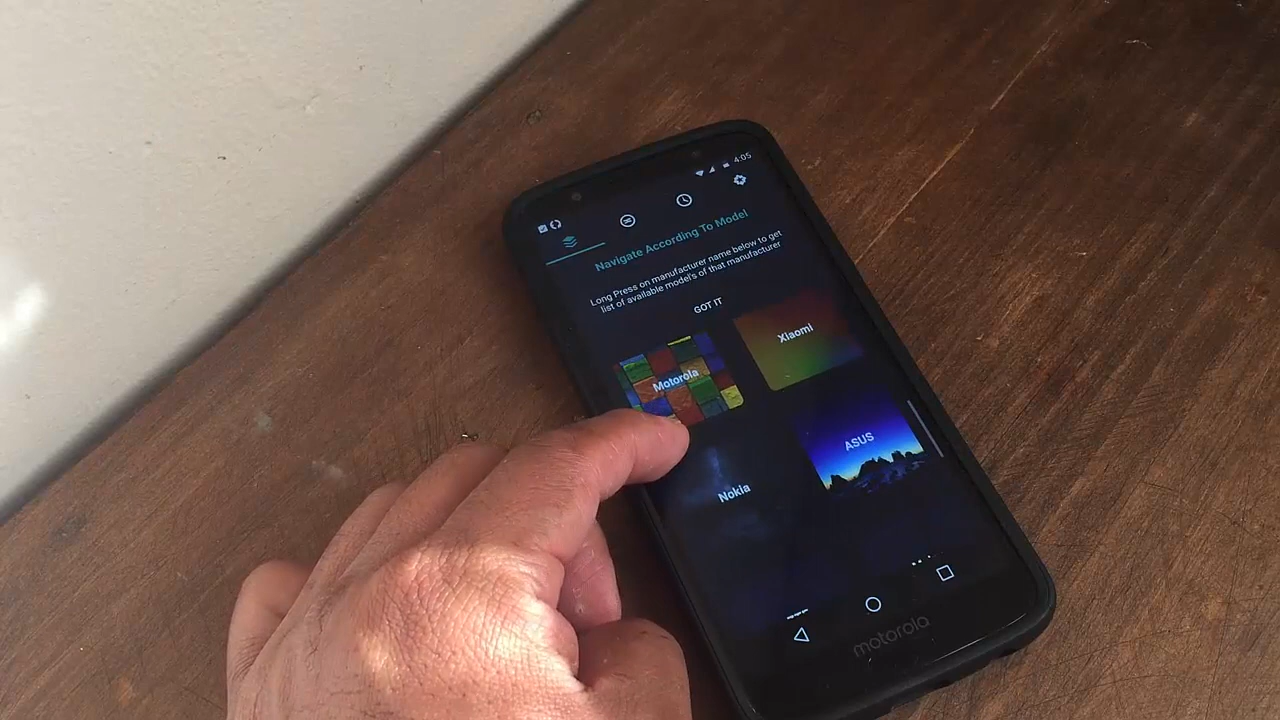 4:05
Navigate According To Model
Long Press on manufacturer name below to get
list of available model's of that manufacturer
GOT IT
Motorola
Xiaomi
Nokia
ASUS
motorola